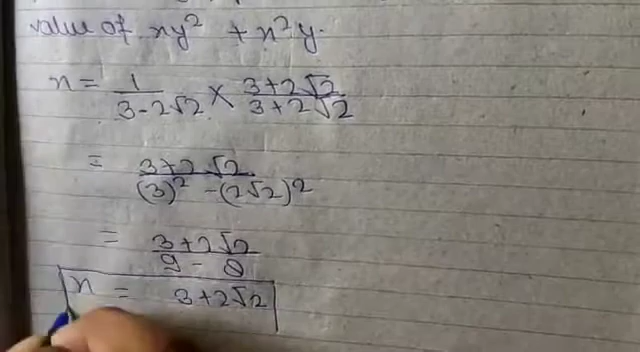 value of xy² + x²y.
x = 1/(3-2√2) × (3+2√2)/(3+2√2)
= (3+2√2)/((3)² - (2√2)²)
= (3+2√2)/(9-8)
x = 3+2√2